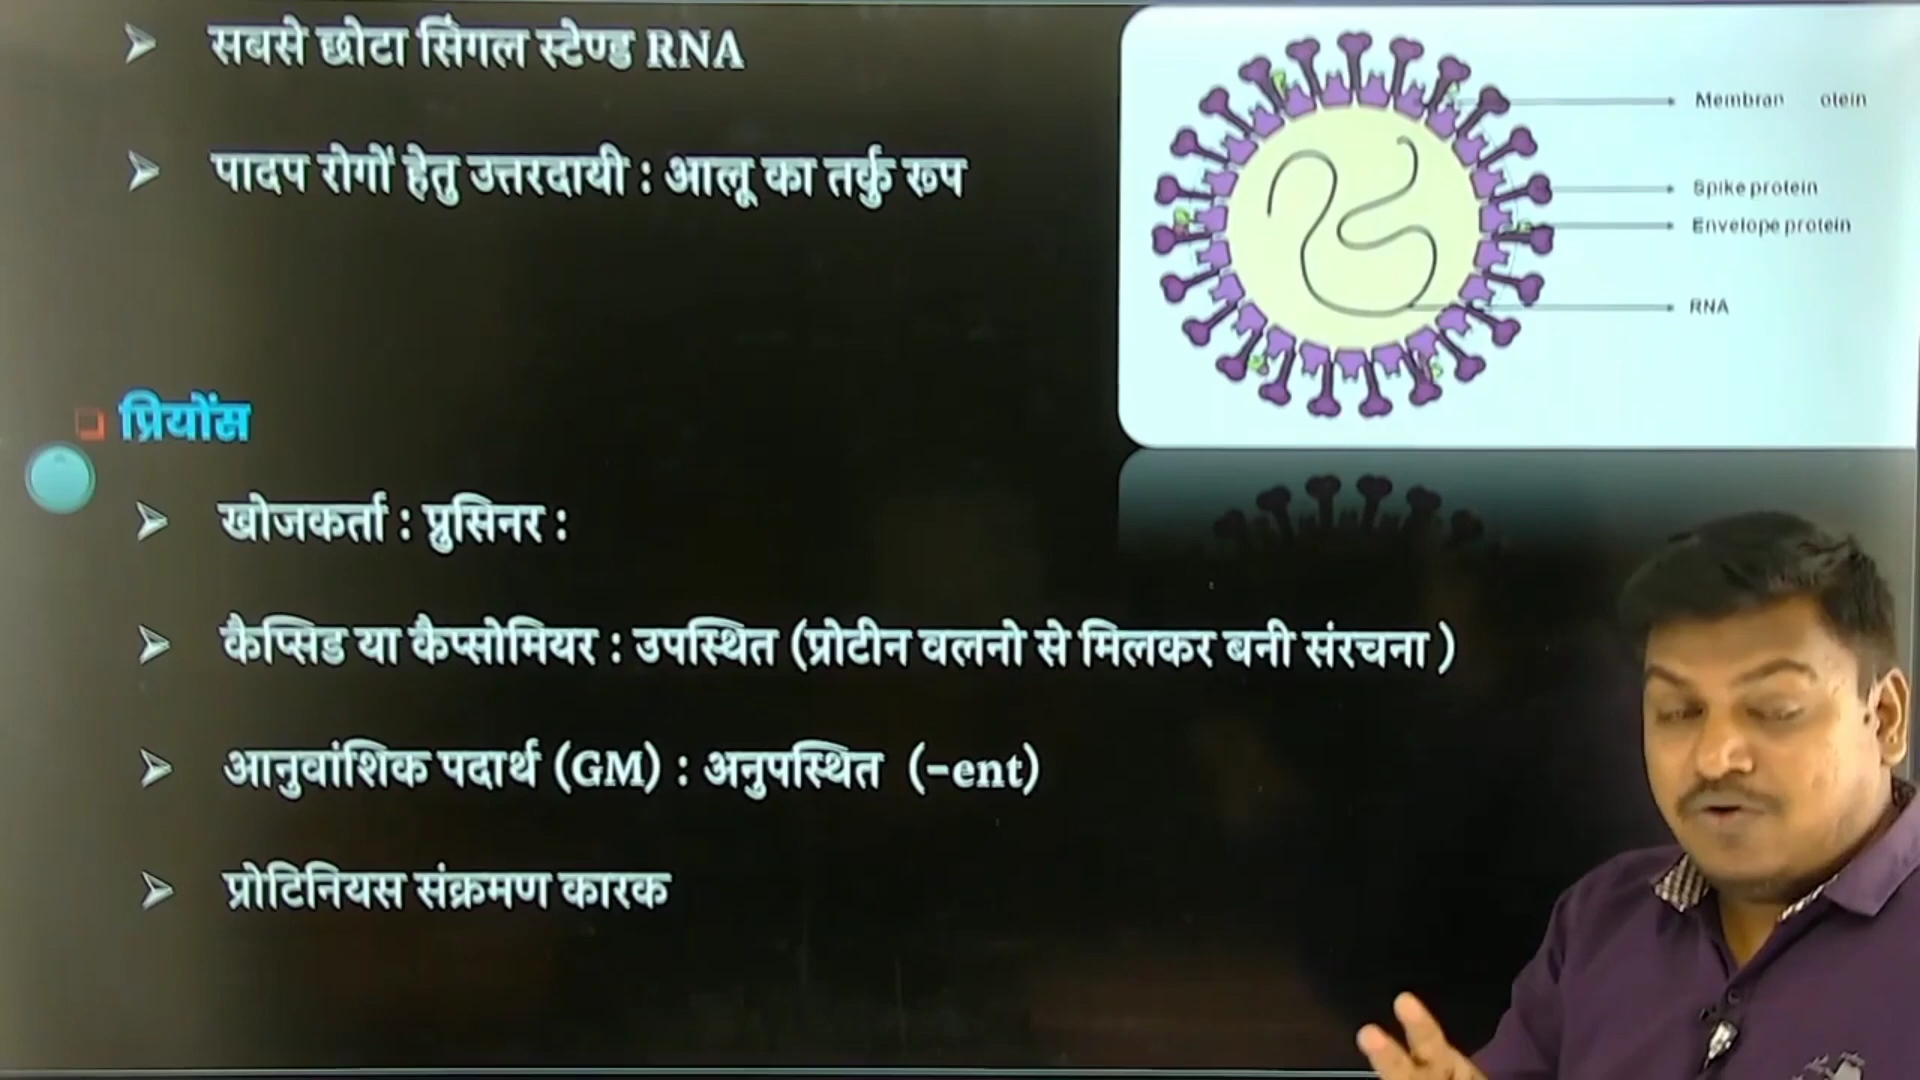 सबसे छोटा सिंगल स्टेण्ड RNA
पादप रोगों हेतु उत्तरदायी : आलू का तर्कु रूप
Membran otein
Spike protein
Envelope protein
RNA
प्रियोंस
खोजकर्ता : प्रुसिनर :
कैप्सिड या कैप्सोमियर : उपस्थित (प्रोटीन वलनो से मिलकर बनी संरचना )
आनुवांशिक पदार्थ (GM) : अनुपस्थित (-ent)
प्रोटिनियस संक्रमण कारक